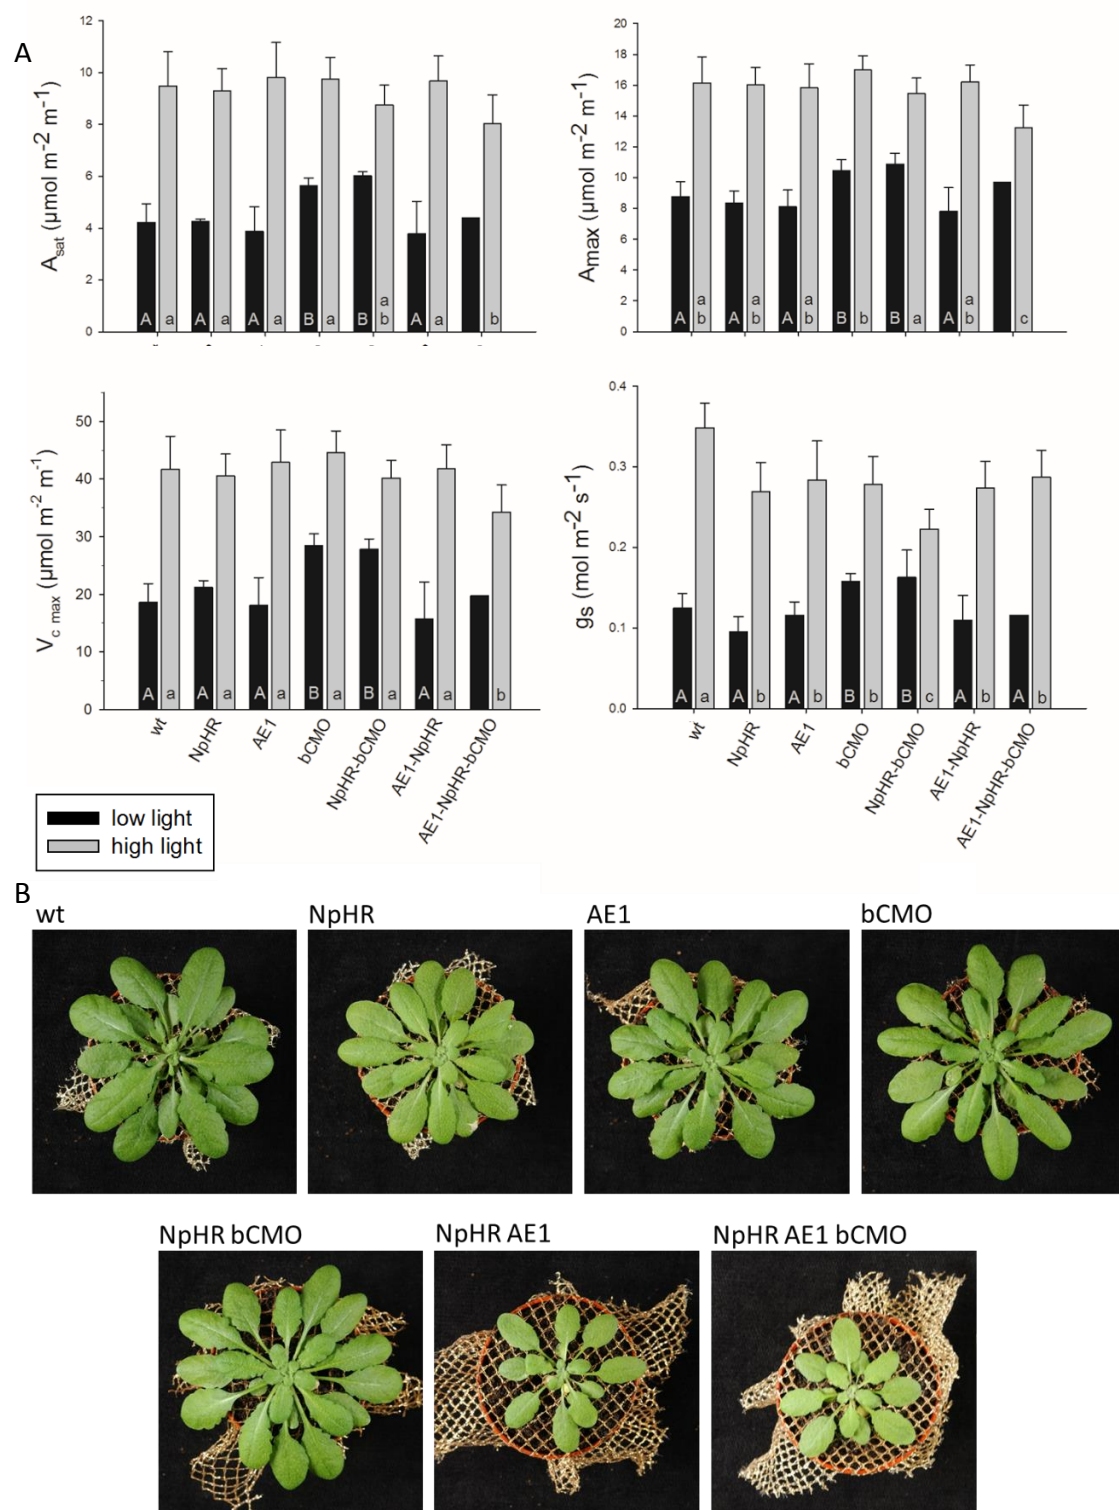 A
A_sat (µmol m⁻² m⁻¹)
12
10
8
6
4
2
0
A a A a A a B a B a b A a b
Amax (µmol m⁻² m⁻¹)
20
18
16
14
12
10
8
6
4
2
0
A a b A a b A a b B b B a A a b c
V_c max (µmol m⁻² m⁻¹)
50
40
30
20
10
0
A a A a A a B a B a A a b
wt
NpHR
AE1
bCMO
NpHR-bCMO
AE1-NpHR
AE1-NpHR-bCMO
g_s (mol m⁻² s⁻¹)
0.4
0.3
0.2
0.1
0.0
A a A b A b B b B c A b A b
wt
NpHR
AE1
bCMO
NpHR-bCMO
AE1-NpHR
AE1-NpHR-bCMO
low light
high light
B
wt
NpHR
AE1
bCMO
NpHR bCMO
NpHR AE1
NpHR AE1 bCMO